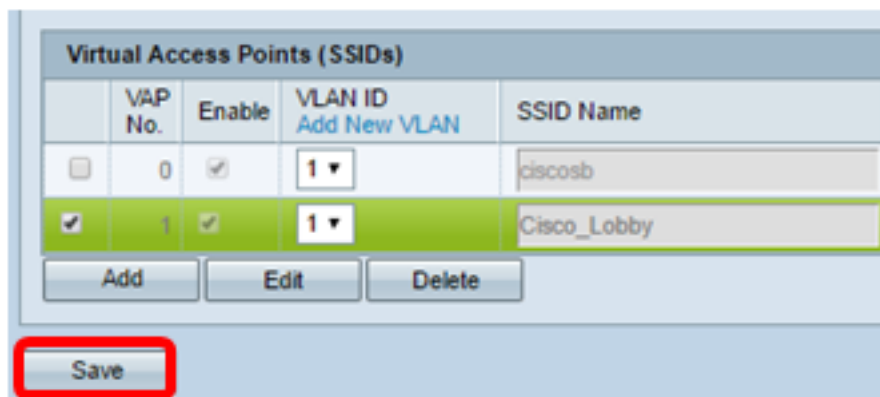 Virtual Access Points (SSIDs)
VAP No. Enable VLAN ID Add New VLAN SSID Name
0 1 ciscosb
1 1 Cisco_Lobby
Add Edit Delete
Save